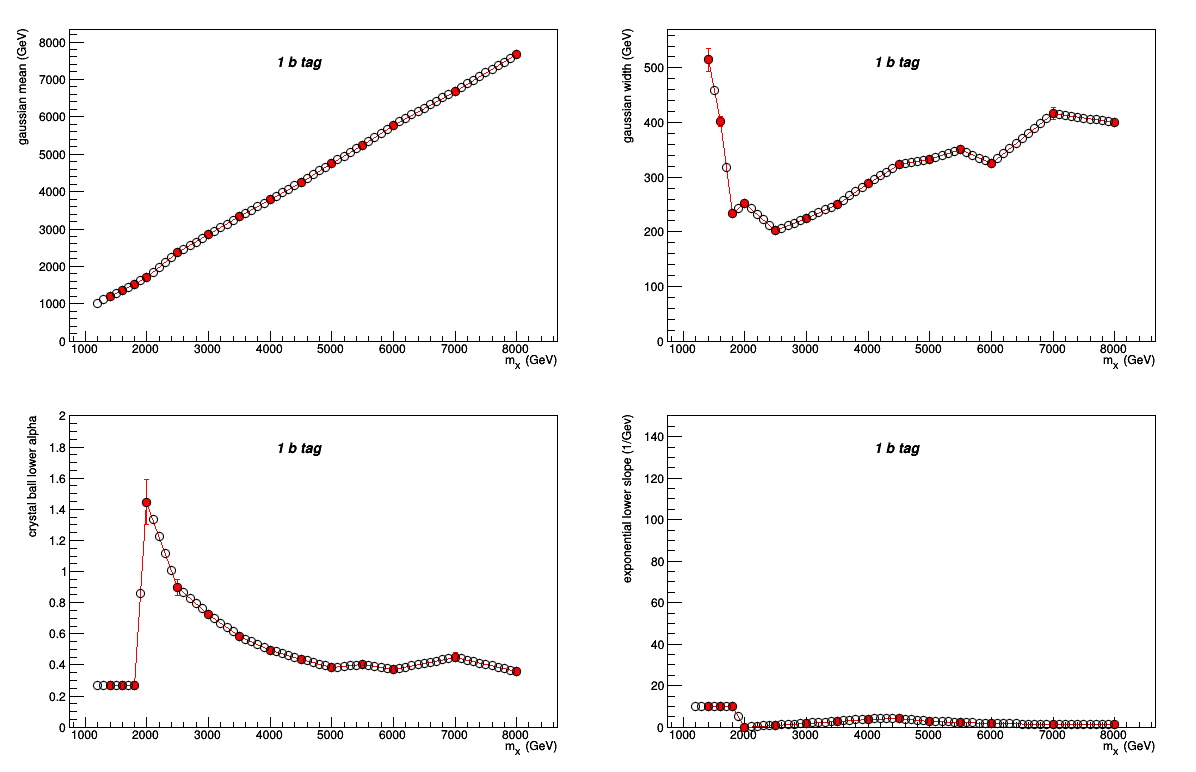 gaussian mean (GeV)
1 b tag
8000
7000
6000
5000
4000
3000
2000
1000
0
1000 2000 3000 4000 5000 6000 7000 8000
m_x (GeV)
gaussian width (GeV)
1 b tag
500
400
300
200
100
0
1000 2000 3000 4000 5000 6000 7000 8000
m_x (GeV)
crystal ball lower alpha
1 b tag
2
1.8
1.6
1.4
1.2
1
0.8
0.6
0.4
0.2
0
1000 2000 3000 4000 5000 6000 7000 8000
m_x (GeV)
exponential lower slope (1/Gev)
1 b tag
140
120
100
80
60
40
20
0
1000 2000 3000 4000 5000 6000 7000 8000
m_x (GeV)